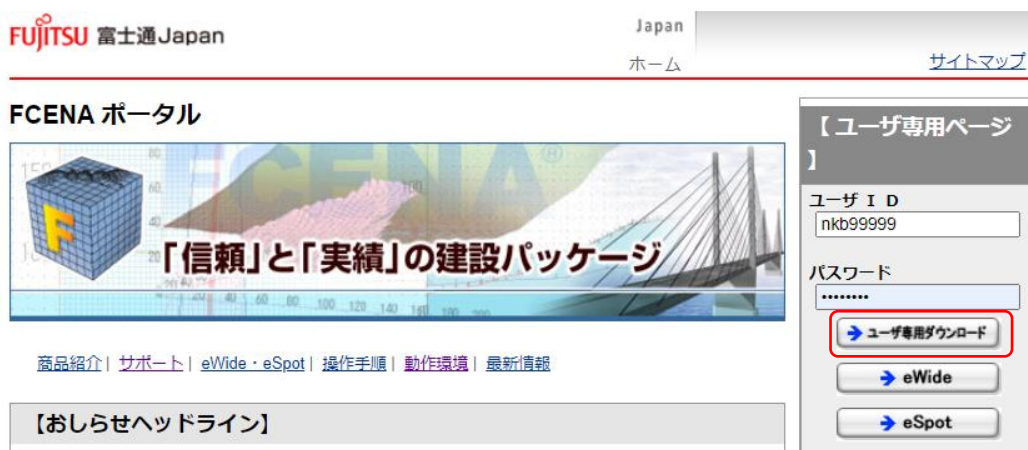 FUJITSU 富士通Japan
Japan
ホーム
サイトマップ
FCENA ポータル
FCENA®
F
「信頼」と「実績」の建設パッケージ
商品紹介| サポート| eWide・eSpot| 操作手順| 動作環境| 最新情報
【おしらせヘッドライン】
【ユーザ専用ページ
】
ユーザＩＤ
nkb99999
パスワード
••••••••
ユーザ専用ダウンロード
eWide
eSpot